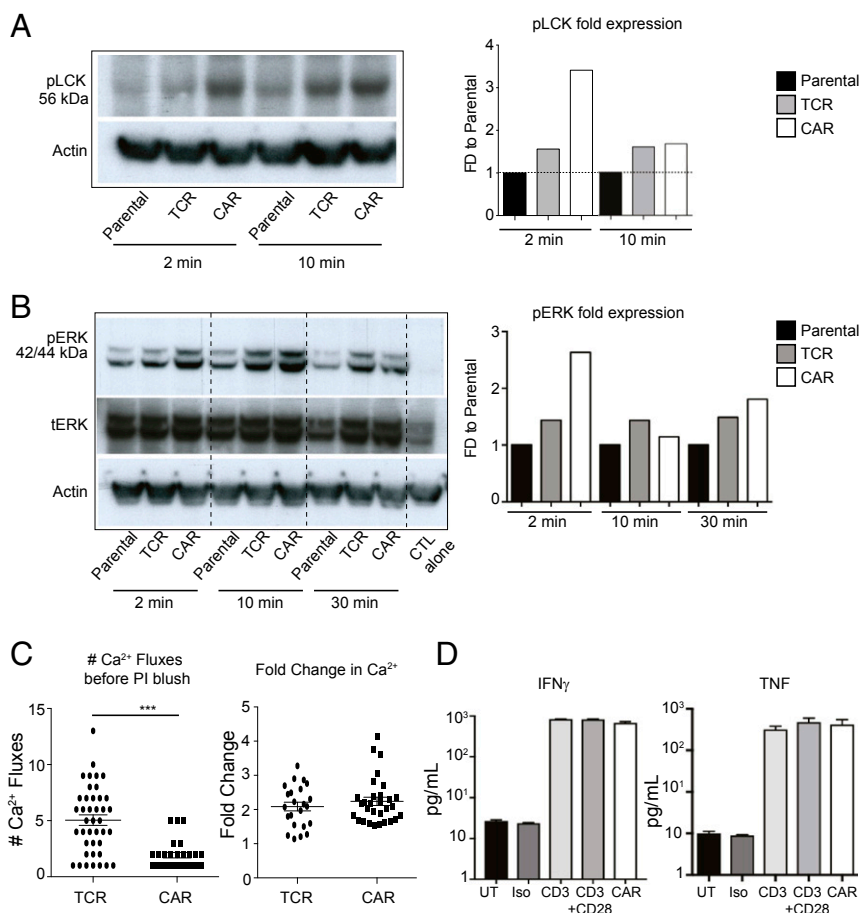 A
pLCK
56 kDa
Actin
Parental
TCR
CAR
Parental
TCR
CAR
2 min
10 min
pLCK fold expression
FD to Parental
4
3
2
1
0
2 min
10 min
Parental
TCR
CAR
B
pERK
42/44 kDa
tERK
Actin
Parental
TCR
CAR
Parental
TCR
CAR
Parental
TCR
CAR
CTL
alone
2 min
10 min
30 min
pERK fold expression
FD to Parental
3
2
1
0
2 min
10 min
30 min
Parental
TCR
CAR
C
# Ca²⁺ Fluxes
before PI blush
***
# Ca²⁺ Fluxes
15
10
5
0
TCR
CAR
Fold Change in Ca²⁺
Fold Change
5
4
3
2
1
0
TCR
CAR
D
IFNγ
pg/mL
10³
10²
10
1
UT
Iso
CD3
CD3
+CD28
CAR
TNF
pg/mL
10³
10²
10
1
UT
Iso
CD3
CD3
+CD28
CAR